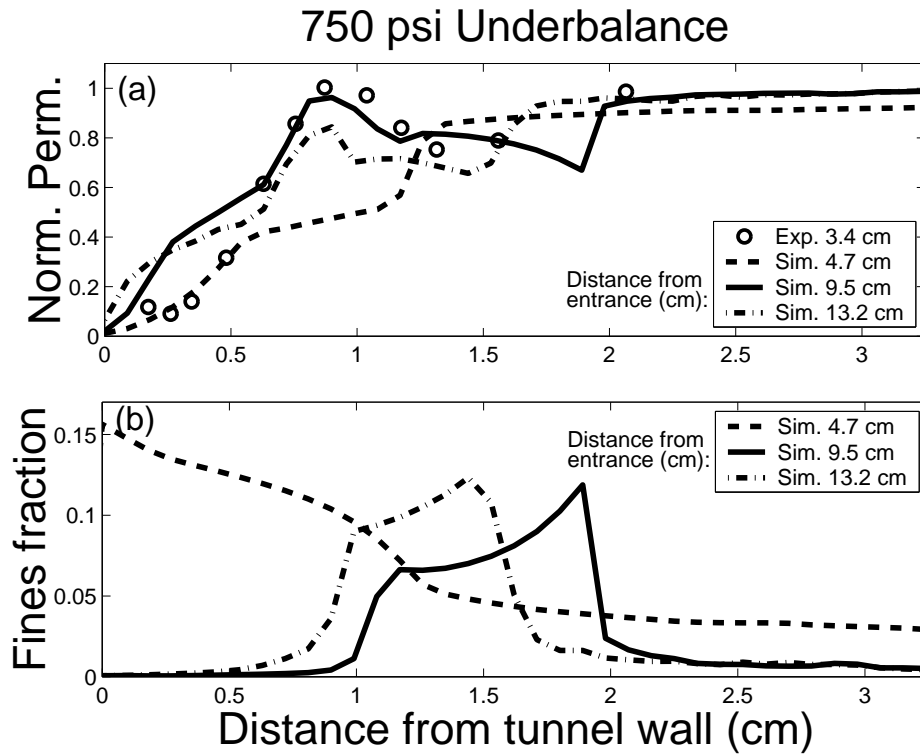 750 psi Underbalance
(a)
Norm. Perm.
1
0.8
0.6
0.4
0.2
0
0
0.5
1
1.5
2
2.5
3
Distance from
entrance (cm):
Exp. 3.4 cm
Sim. 4.7 cm
Sim. 9.5 cm
Sim. 13.2 cm
(b)
Fines fraction
0.15
0.1
0.05
0
0
0.5
1
1.5
2
2.5
3
Distance from
entrance (cm):
Sim. 4.7 cm
Sim. 9.5 cm
Sim. 13.2 cm
Distance from tunnel wall (cm)